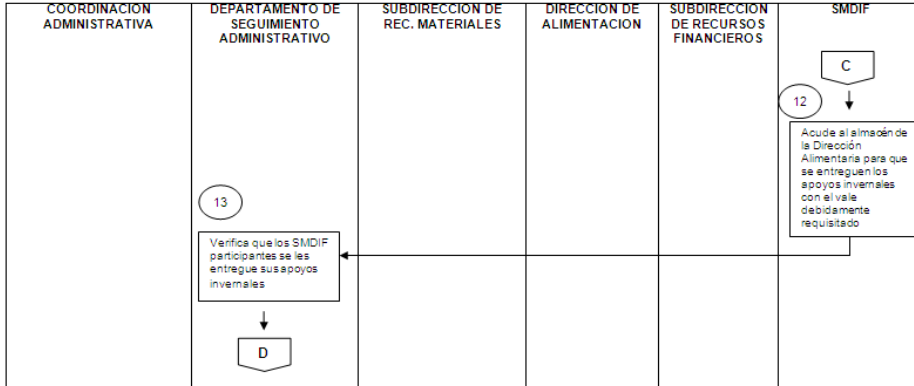 COORDINACION
ADMINISTRATIVA
DEPARTAMENTO DE
SEGUIMIENTO
ADMINISTRATIVO
SUBDIRECCION DE
REC. MATERIALES
DIRECCION DE
ALIMENTACION
SUBDIRECCION
DE RECURSOS
FINANCIEROS
SMDIF
C
12
Acude al almacén de
la Dirección
Alimentaria para que
se entreguen los
apoyos invernales
con el vale
debidamente
requisitado
13
Verifica que los SMDIF
participantes se les
entregue sus apoyos
invernales
D